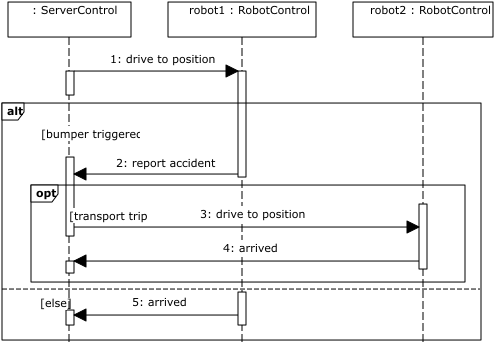 : ServerControl
robot1 : RobotControl
robot2 : RobotControl
1: drive to position
alt
[bumper triggered
2: report accident
opt
[transport trip
3: drive to position
4: arrived
[else]
5: arrived